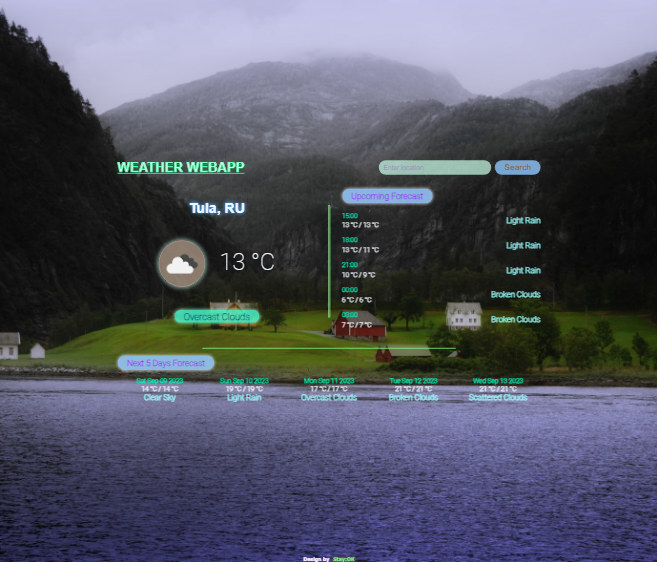 WEATHER WEBAPP
Enter location
Search
Tula, RU
13 °C
Overcast Clouds
Upcoming Forecast
15:00
13 °C / 13 °C
Light Rain
18:00
13 °C / 11 °C
Light Rain
21:00
10 °C / 9 °C
Light Rain
00:00
6 °C / 6 °C
Broken Clouds
03:00
7 °C / 7 °C
Broken Clouds
Next 5 Days Forecast
Sat Sep 09 2023
14 °C / 14 °C
Clear Sky
Sun Sep 10 2023
19 °C / 19 °C
Light Rain
Mon Sep 11 2023
17 °C / 17 °C
Overcast Clouds
Tue Sep 12 2023
21 °C / 21 °C
Broken Clouds
Wed Sep 13 2023
21 °C / 21 °C
Scattered Clouds
Design by Stay:OK